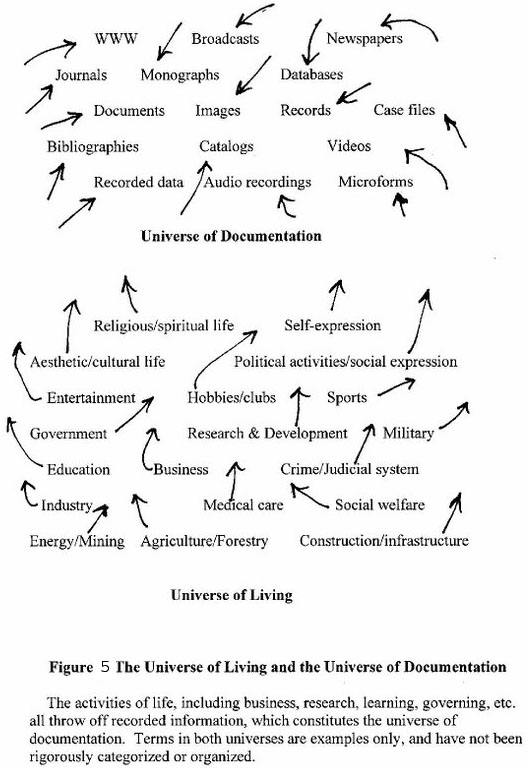 WWW Broadcasts Newspapers
Journals Monographs Databases
Documents Images Records Case files
Bibliographies Catalogs Videos
Recorded data Audio recordings Microforms
Universe of Documentation
Religious/spiritual life Self-expression
Aesthetic/cultural life Political activities/social expression
Entertainment Hobbies/clubs Sports
Government Research & Development Military
Education Business Crime/Judicial system
Industry Medical care Social welfare
Energy/Mining Agriculture/Forestry Construction/infrastructure
Universe of Living
Figure 5 The Universe of Living and the Universe of Documentation
The activities of life, including business, research, learning, governing, etc.
all throw off recorded information, which constitutes the universe of
documentation. Terms in both universes are examples only, and have not been
rigorously categorized or organized.